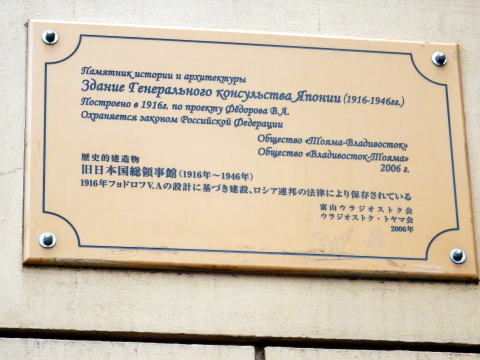 Памятник истории и архитектуры
Здание Генерального консульства Японии (1916-1946гг.)
Построено в 1916г. по проекту Фёдорова В.А.
Охраняется законом Российской Федерации
Общество «Тояма-Владивосток»
Общество «Владивосток-Тояма»
2006 г.
歴史的建造物
旧日本国総領事館(1916年～1946年)
1916年フョドロフV.Aの設計に基づき建設、ロシア連邦の法律により保存されている
富山ウラジオストク会
ウラジオストク・トヤマ会
2006年